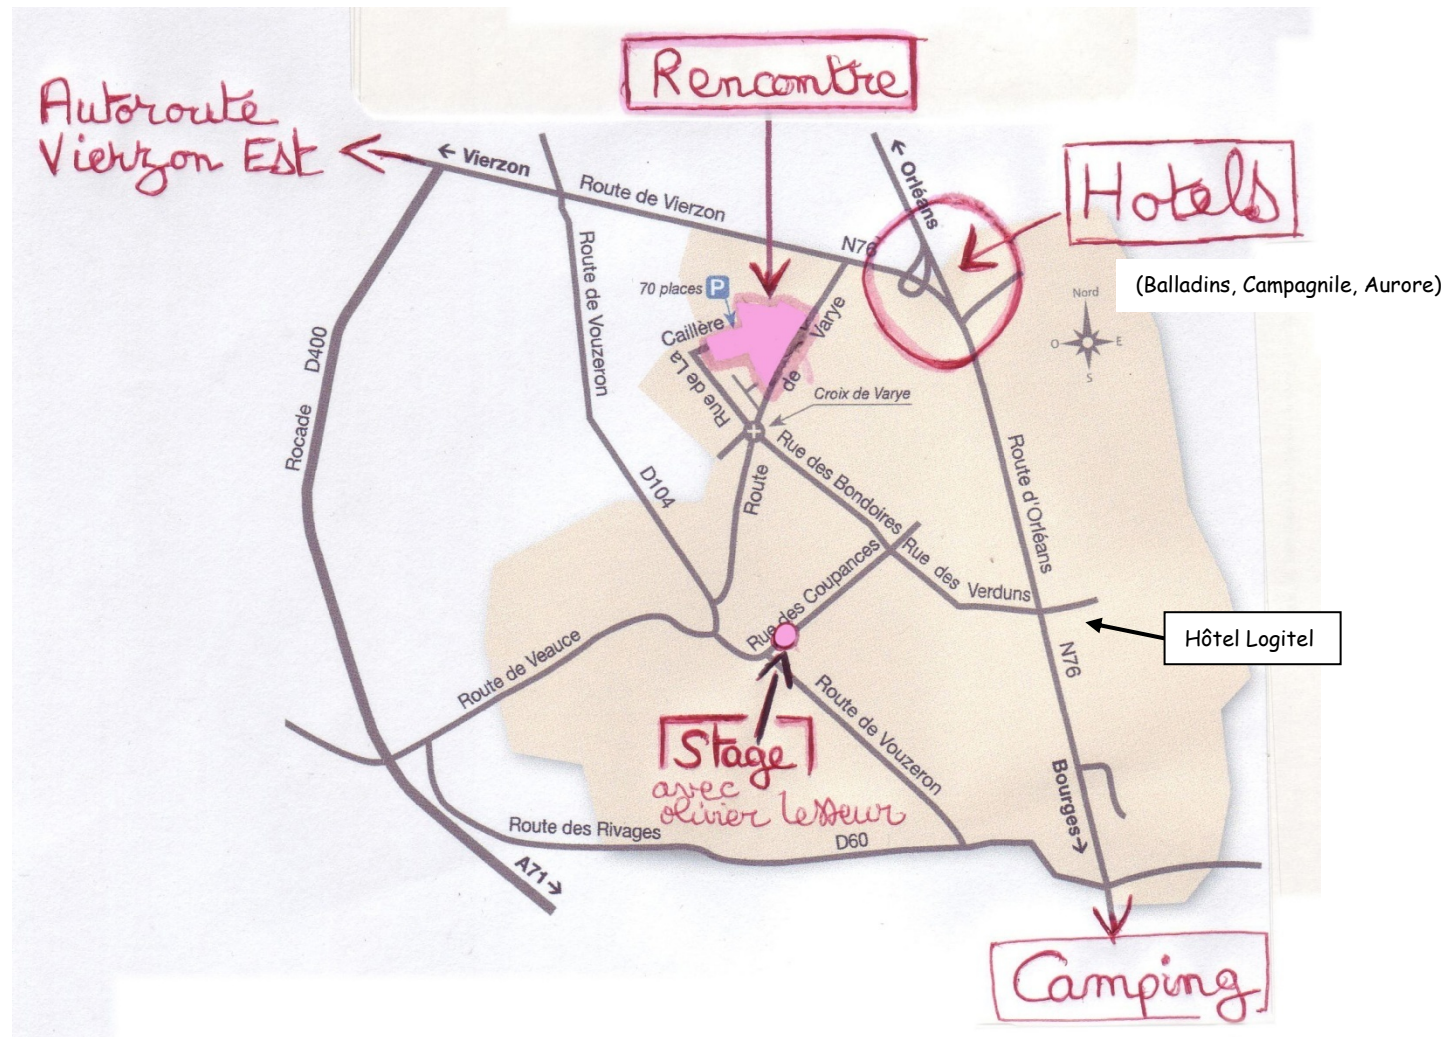 Rencontre
Autoroute
Vierzon Est
← Vierzon
Route de Vierzon
← Orléans
Hotels
N76
(Balladins, Campagnile, Aurore)
70 places P
Nord
O E
S
Caillère
Rue de La
de Varye
Croix de Varye
Route de Vouzeron
D400
Rocade
D104
Route
Rue des Bondoires
Route d'Orléans
Rue des Coupances
Rue des Verduns
Hôtel Logitel
N76
Route de Veauce
Route de Vouzeron
Stage
avec
olivier lesseur
Bourges→
Route des Rivages
D60
A71→
Camping